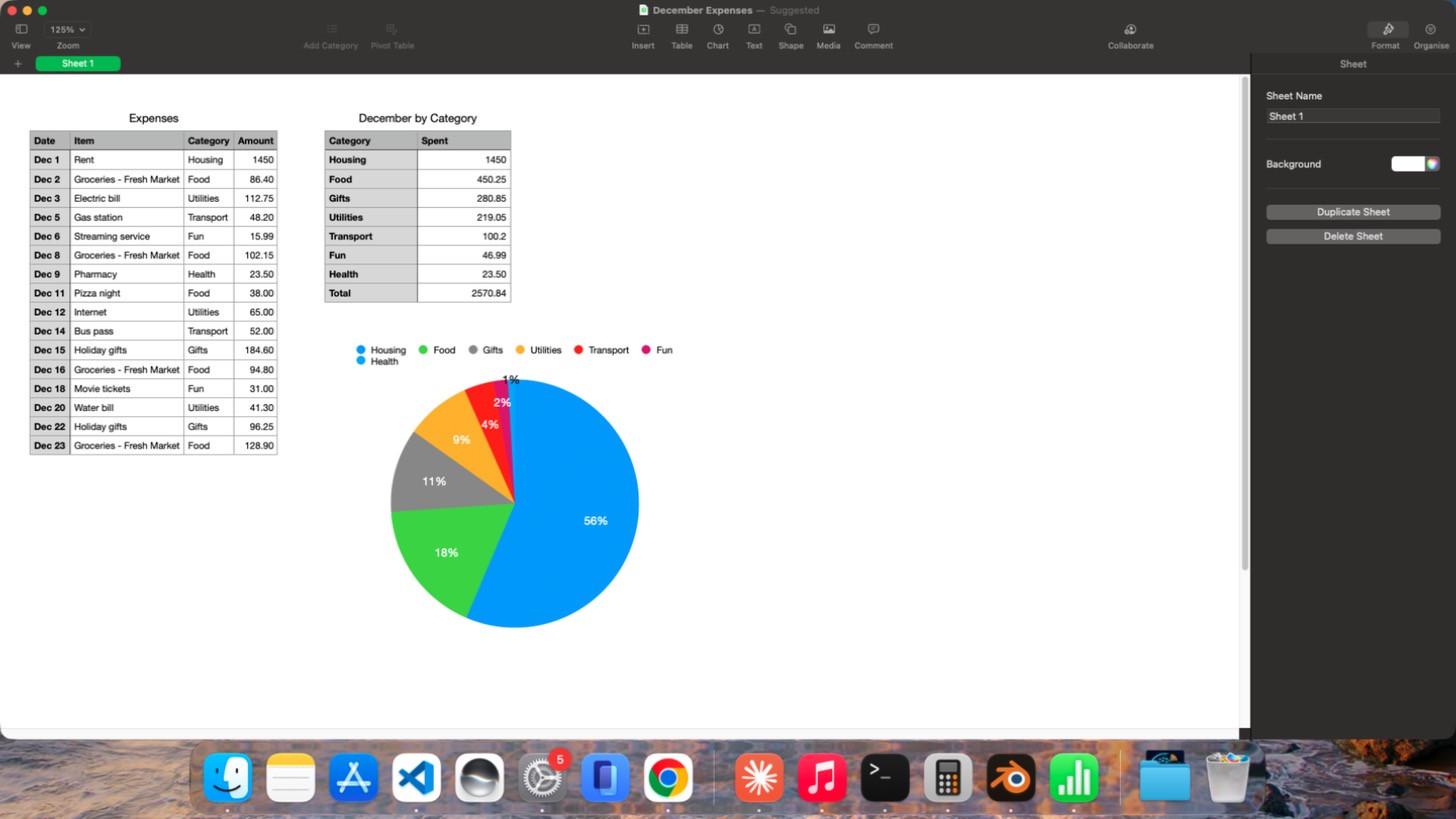 December Expenses — Suggested
125%
View Zoom Add Category Pivot Table Insert Table Chart Text Shape Media Comment Collaborate Format Organise
+ Sheet 1
Expenses
Date Item Category Amount
Dec 1 Rent Housing 1450
Dec 2 Groceries - Fresh Market Food 86.40
Dec 3 Electric bill Utilities 112.75
Dec 5 Gas station Transport 48.20
Dec 6 Streaming service Fun 15.99
Dec 8 Groceries - Fresh Market Food 102.15
Dec 9 Pharmacy Health 23.50
Dec 11 Pizza night Food 38.00
Dec 12 Internet Utilities 65.00
Dec 14 Bus pass Transport 52.00
Dec 15 Holiday gifts Gifts 184.60
Dec 16 Groceries - Fresh Market Food 94.80
Dec 18 Movie tickets Fun 31.00
Dec 20 Water bill Utilities 41.30
Dec 22 Holiday gifts Gifts 96.25
Dec 23 Groceries - Fresh Market Food 128.90
December by Category
Category Spent
Housing 1450
Food 450.25
Gifts 280.85
Utilities 219.05
Transport 100.2
Fun 46.99
Health 23.50
Total 2570.84
Housing Food Gifts Utilities Transport Fun
Health
1%
2%
4%
9%
11%
56%
18%
Sheet
Sheet Name
Sheet 1
Background
Duplicate Sheet
Delete Sheet
5
>_